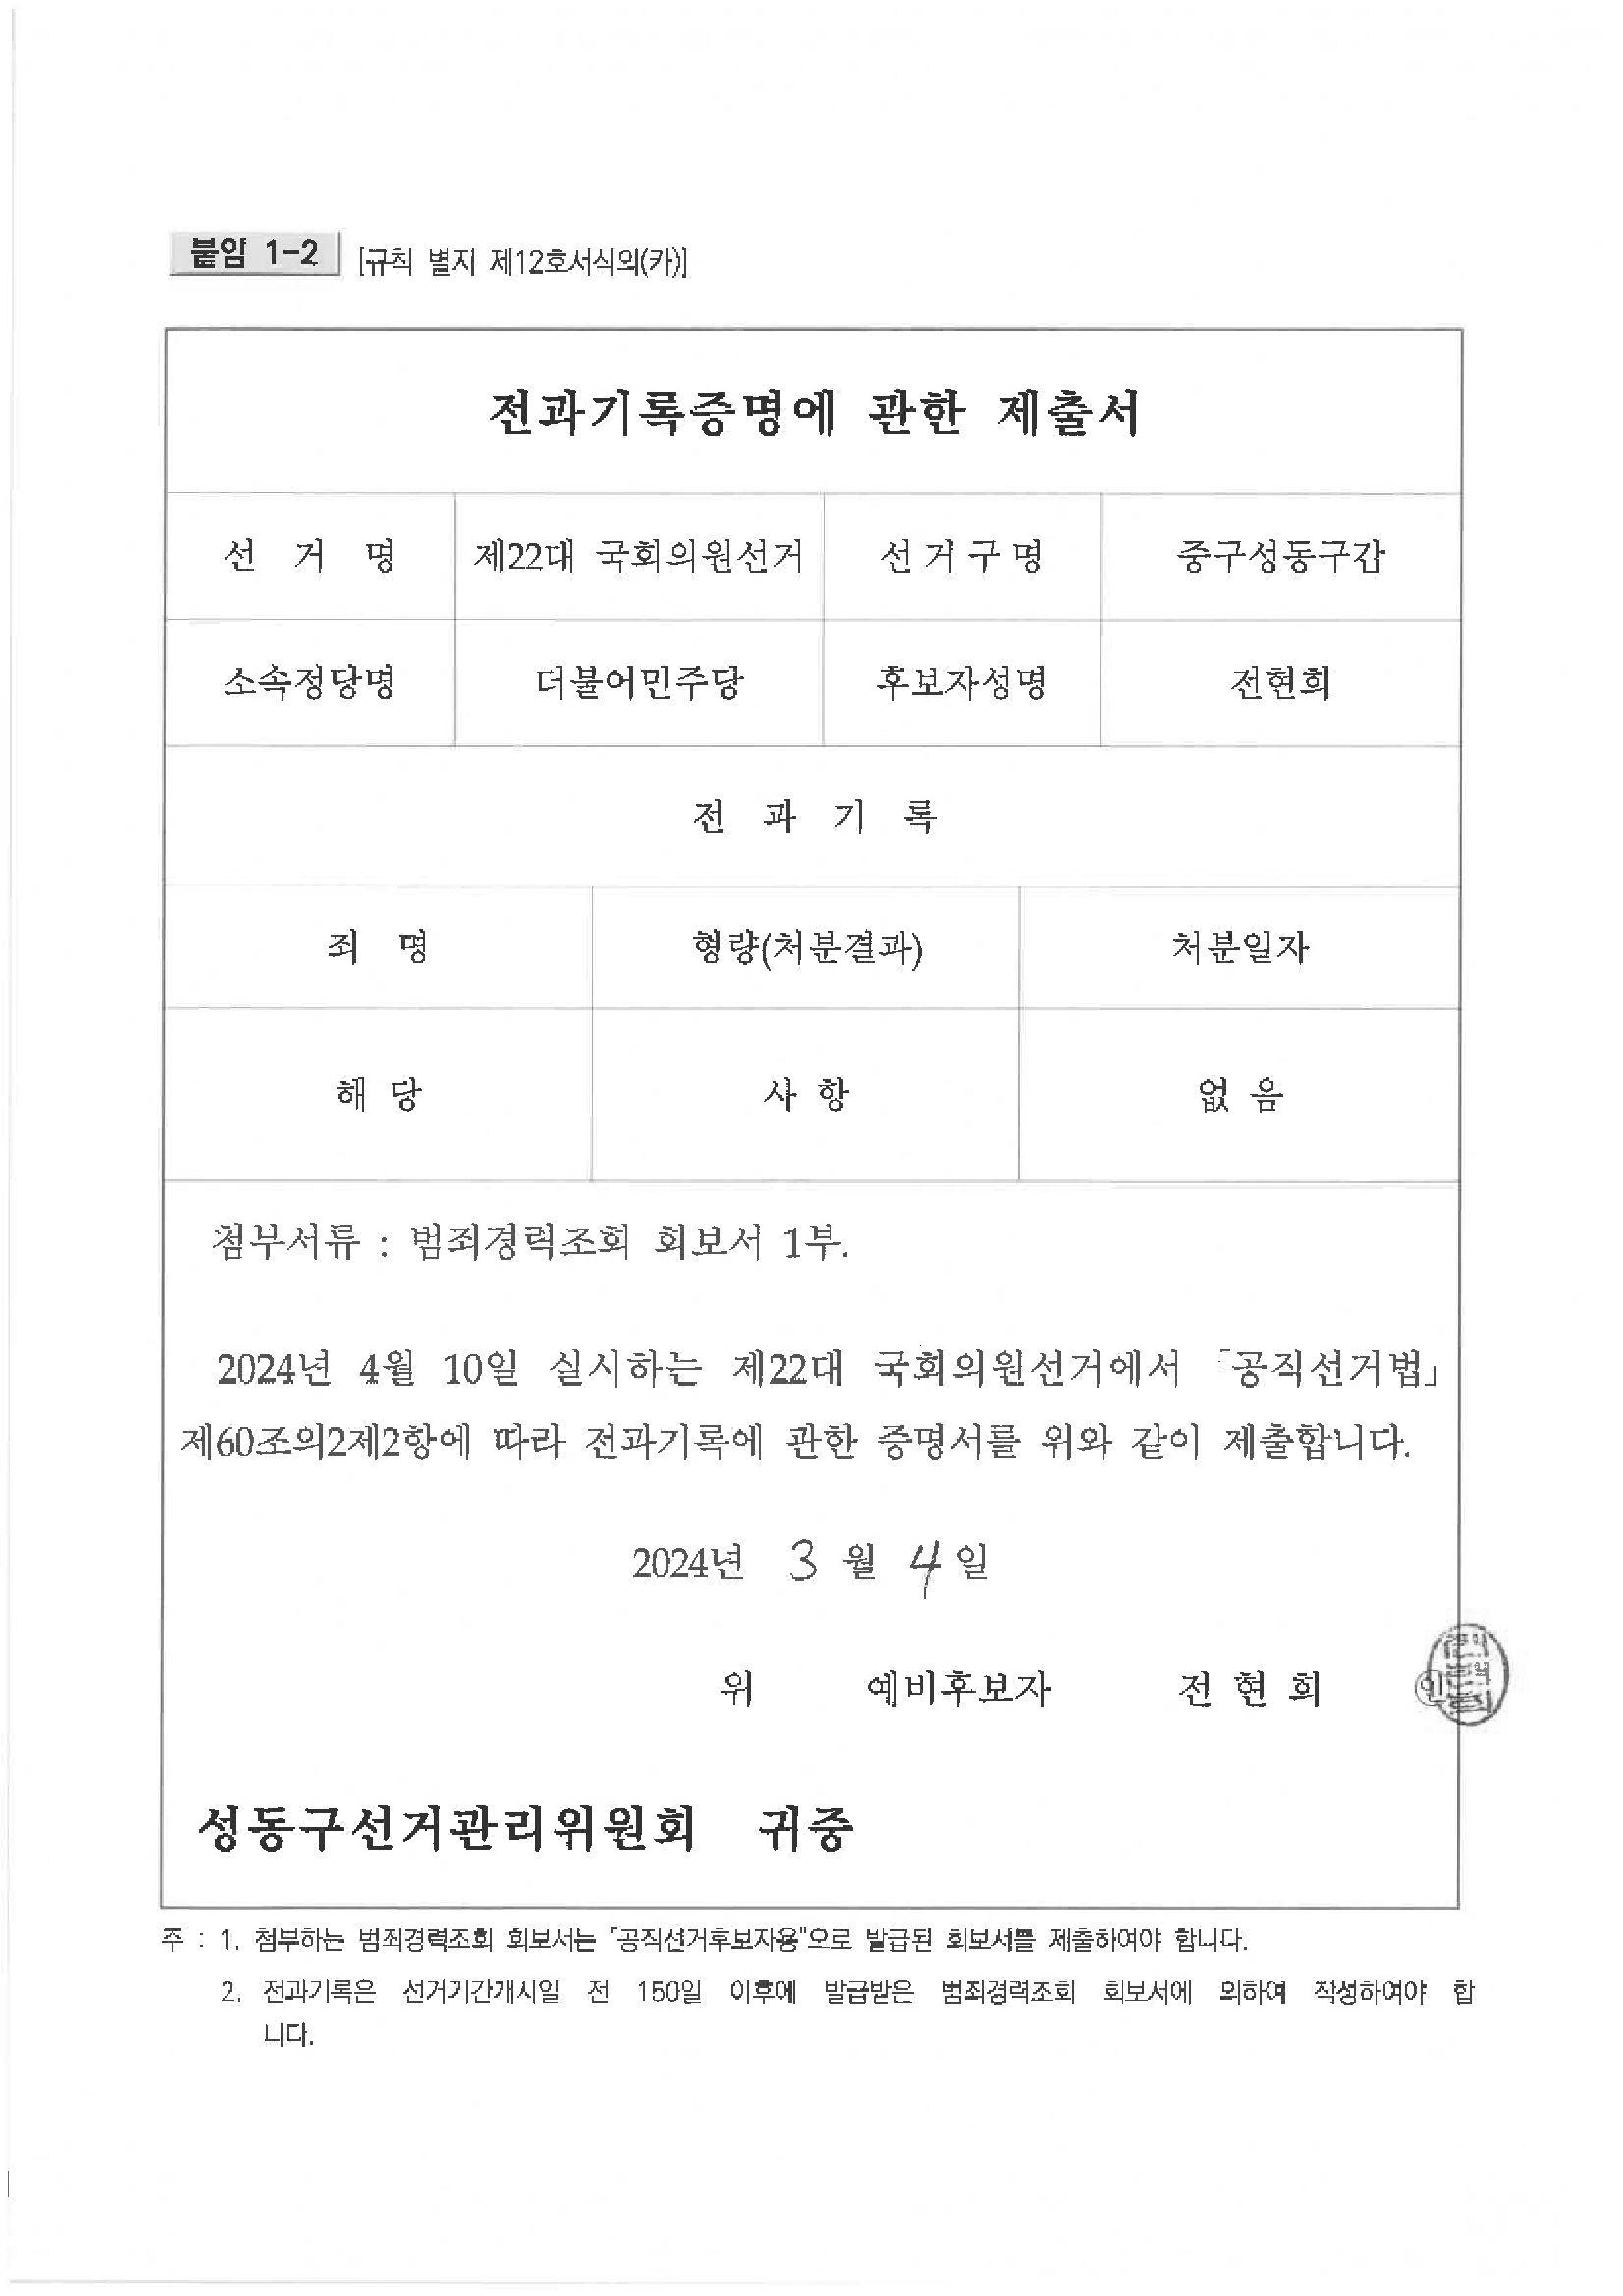 붙임 1-2 [규칙 별지 제12호서식의(카)]
전과기록증명에 관한 제출서
선 거 명 제22대 국회의원선거 선거구명 중구성동구갑
소속정당명 더불어민주당 후보자성명 전현희
전 과 기 록
죄 명 형량(처분결과) 처분일자
해 당 사 항 없 음
첨부서류 : 범죄경력조회 회보서 1부.
2024년 4월 10일 실시하는 제22대 국회의원선거에서 「공직선거법」
제60조의2제2항에 따라 전과기록에 관한 증명서를 위와 같이 제출합니다.
2024년 3 월 4 일
위 예비후보자 전 현 희 ㊞
성동구선거관리위원회 귀중
주 : 1. 첨부하는 범죄경력조회 회보서는 "공직선거후보자용"으로 발급된 회보서를 제출하여야 합니다.
2. 전과기록은 선거기간개시일 전 150일 이후에 발급받은 범죄경력조회 회보서에 의하여 작성하여야 합
니다.